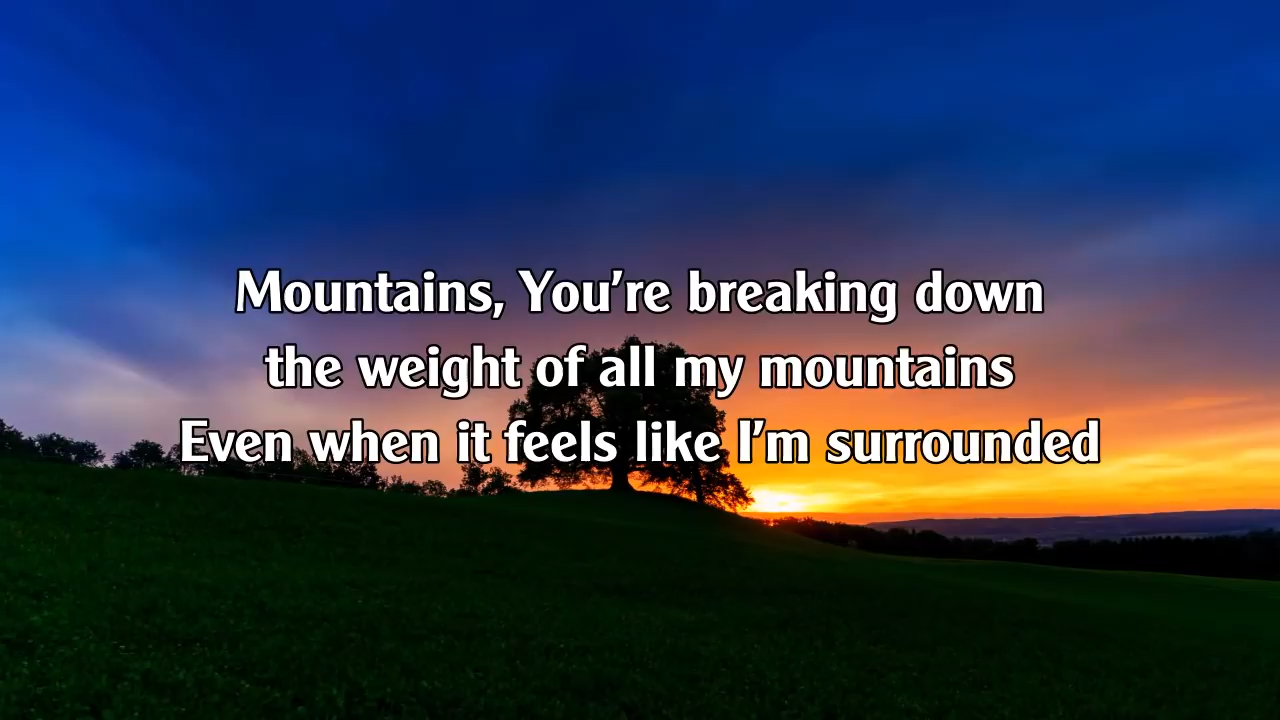 Mountains, You’re breaking down
the weight of all my mountains
Even when it feels like I’m surrounded